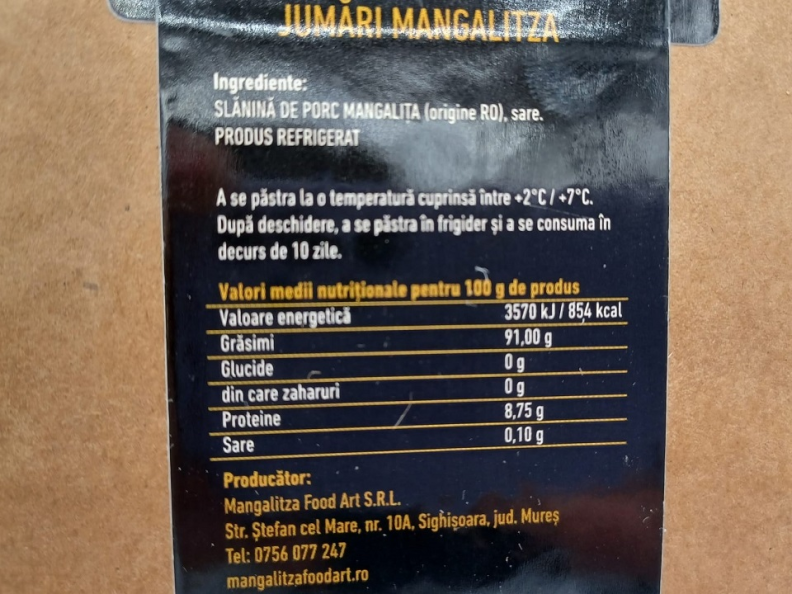 JUMĂRI MANGALITZA
Ingrediente:
SLĂNINĂ DE PORC MANGALIȚA (origine RO), sare.
PRODUS REFRIGERAT
A se păstra la o temperatură cuprinsă între +2°C / +7°C.
După deschidere, a se păstra în frigider și a se consuma în
decurs de 10 zile.
Valori medii nutriționale pentru 100 g de produs
Valoare energetică 3570 kJ / 854 kcal
Grăsimi 91,00 g
Glucide 0 g
din care zaharuri 0 g
Proteine 8,75 g
Sare 0,10 g
Producător:
Mangalitza Food Art S.R.L.
Str. Ștefan cel Mare, nr. 10A, Sighișoara, jud. Mureș
Tel: 0756 077 247
mangalitzafoodart.ro